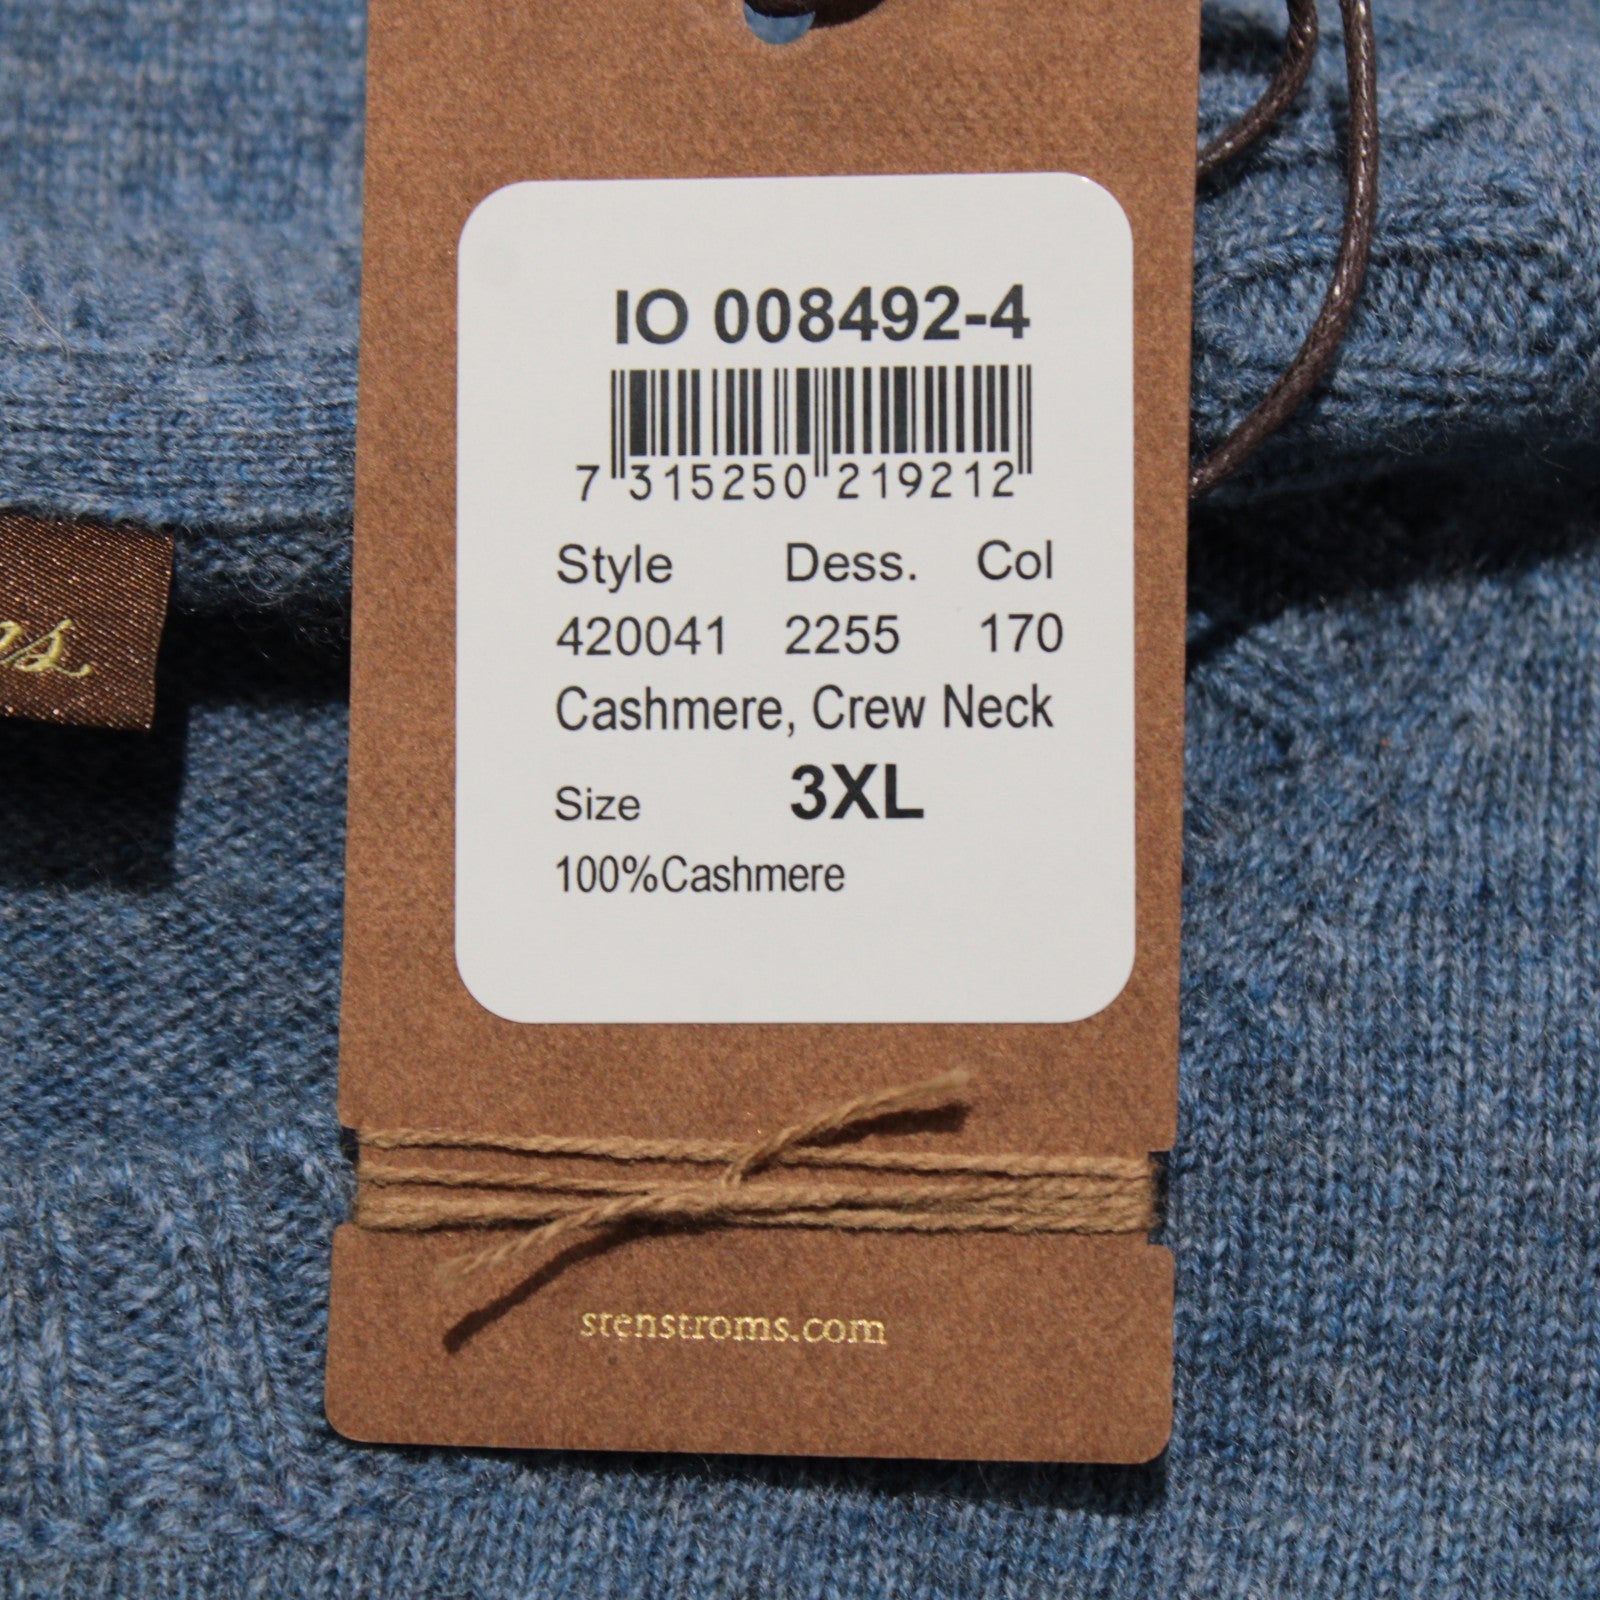 IO 008492-4
7 315250 219212
Style Dess. Col
420041 2255 170
Cashmere, Crew Neck
Size 3XL
100%Cashmere
stenstroms.com